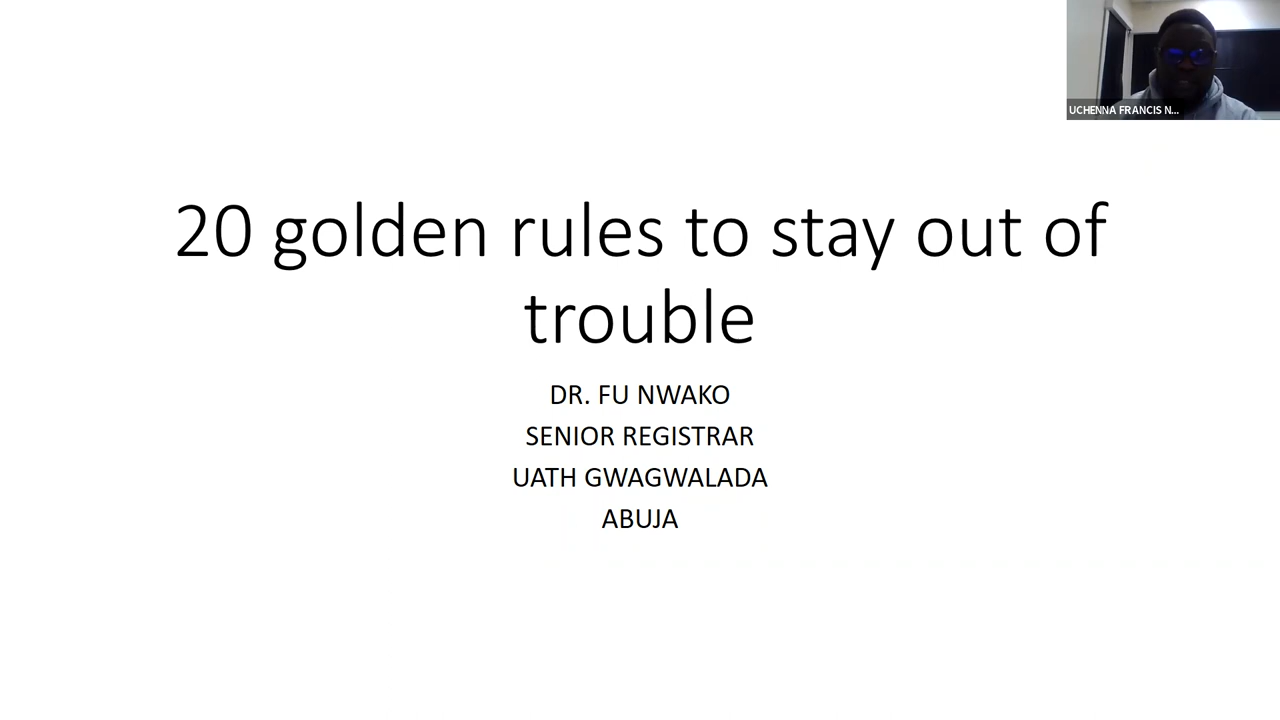 UCHENNA FRANCIS N...
20 golden rules to stay out of
trouble
DR. FU NWAKO
SENIOR REGISTRAR
UATH GWAGWALADA
ABUJA